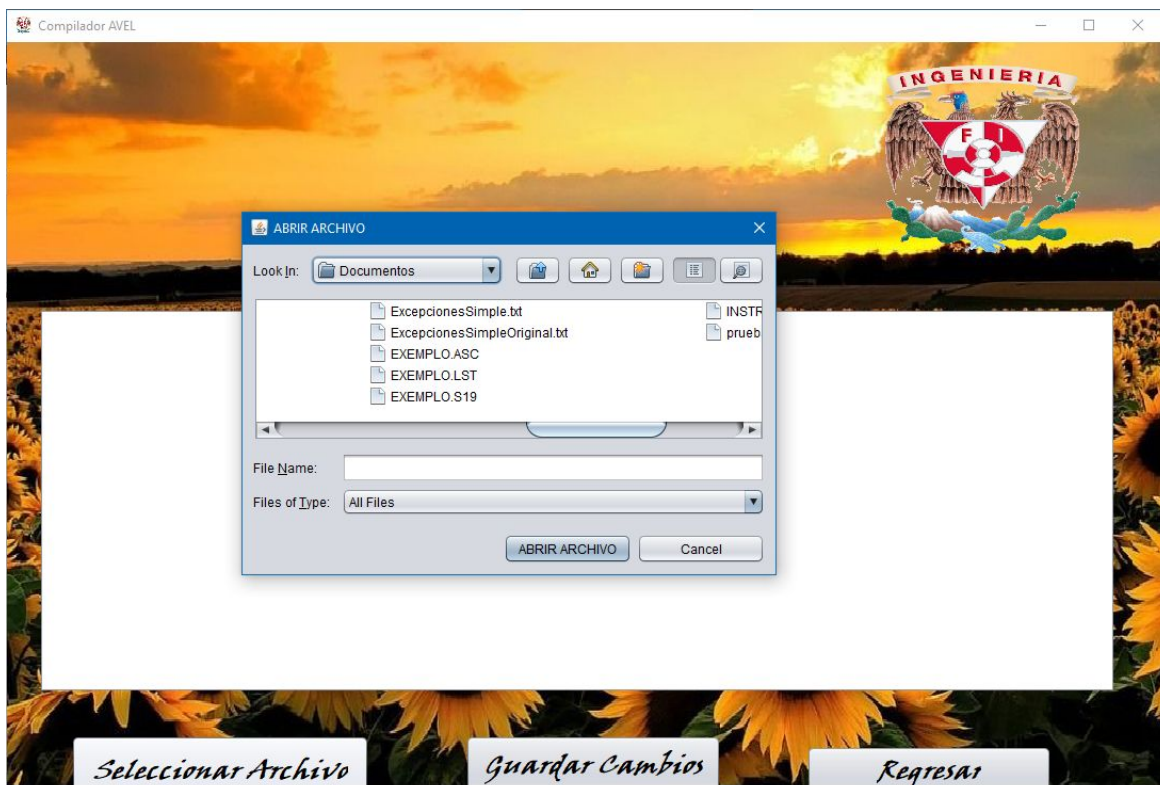 Compilador AVEL
INGENIERIA
F I
ABRIR ARCHIVO
Look In: Documentos
ExcepcionesSimple.txt
INSTR
ExcepcionesSimpleOriginal.txt
prueb
EXEMPLO.ASC
EXEMPLO.LST
EXEMPLO.S19
File Name:
Files of Type: All Files
ABRIR ARCHIVO Cancel
Seleccionar Archivo Guardar Cambios Regresar